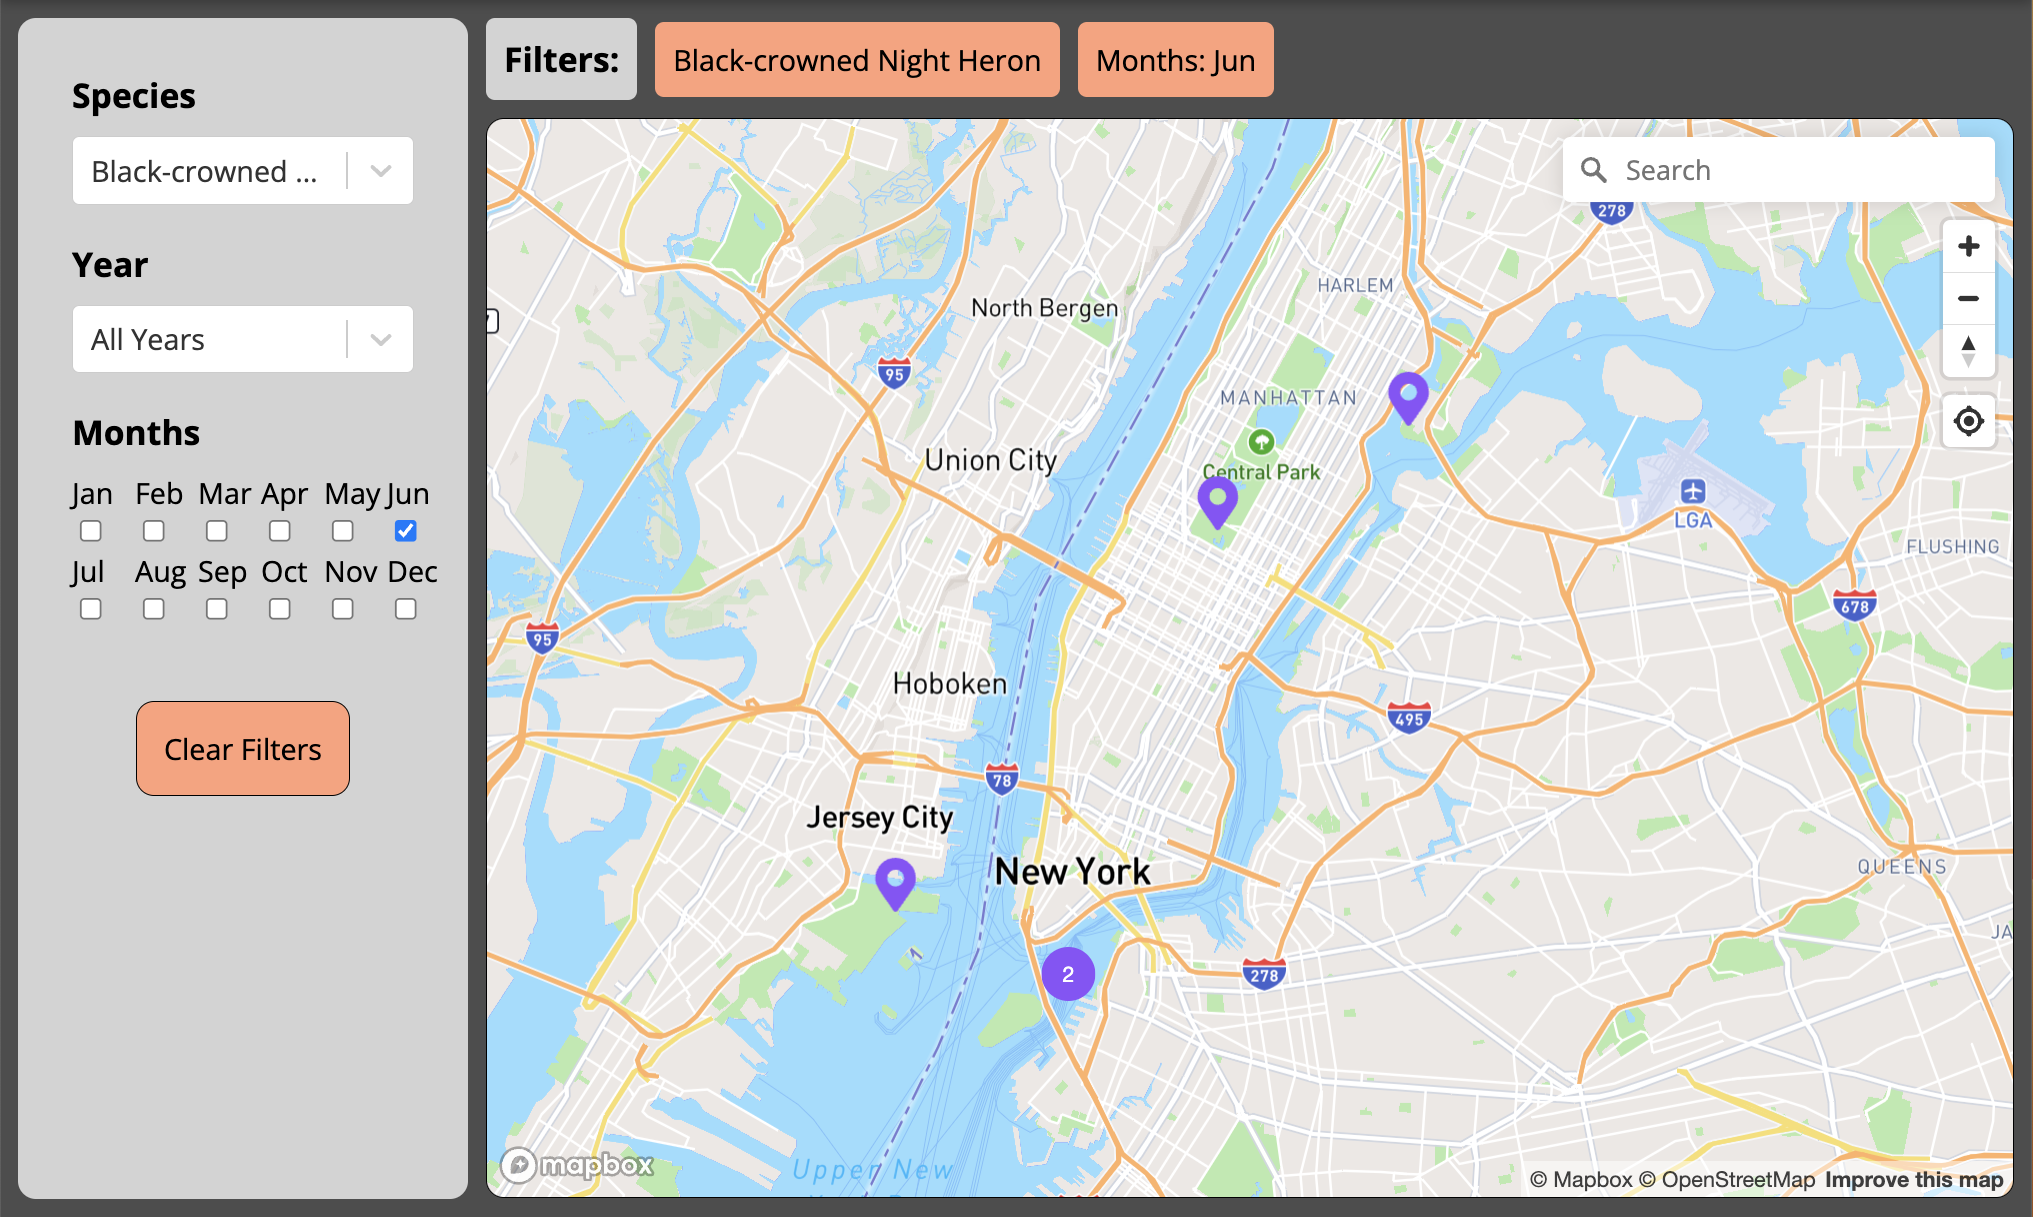 Species
Black-crowned ...
Year
All Years
Months
Jan Feb Mar Apr May Jun
Jul Aug Sep Oct Nov Dec
Clear Filters
Filters:
Black-crowned Night Heron
Months: Jun
Search
278
HARLEM
North Bergen
95
MANHATTAN
Central Park
Union City
LGA
FLUSHING
678
95
Hoboken
495
78
Jersey City
New York
QUEENS
JA
2
278
mapbox
Upper New
© Mapbox © OpenStreetMap Improve this map